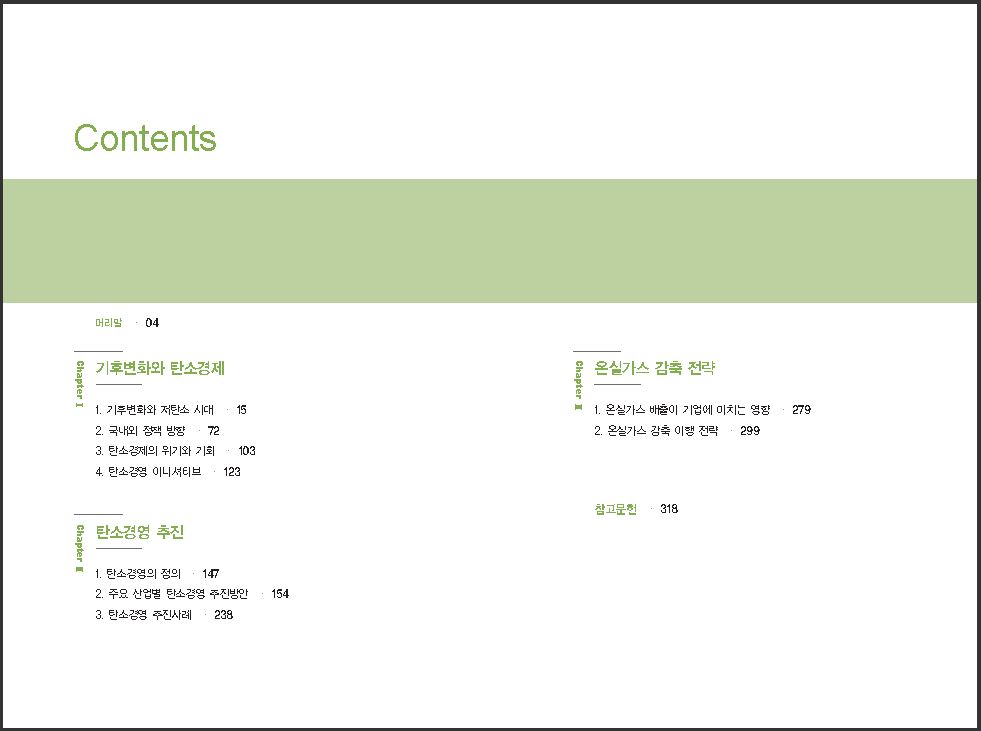 Contents
머리말 · 04
Chapter Ⅰ
기후변화와 탄소경제
1. 기후변화와 저탄소 시대 · 15
2. 국내외 정책 방향 · 72
3. 탄소경제의 위기와 기회 · 103
4. 탄소경영 이니셔티브 · 123
Chapter Ⅱ
탄소경영 추진
1. 탄소경영의 정의 · 147
2. 주요 산업별 탄소경영 추진방안 · 154
3. 탄소경영 추진사례 · 238
Chapter Ⅲ
온실가스 감축 전략
1. 온실가스 배출이 기업에 미치는 영향 · 279
2. 온실가스 감축 이행 전략 · 299
참고문헌 · 318